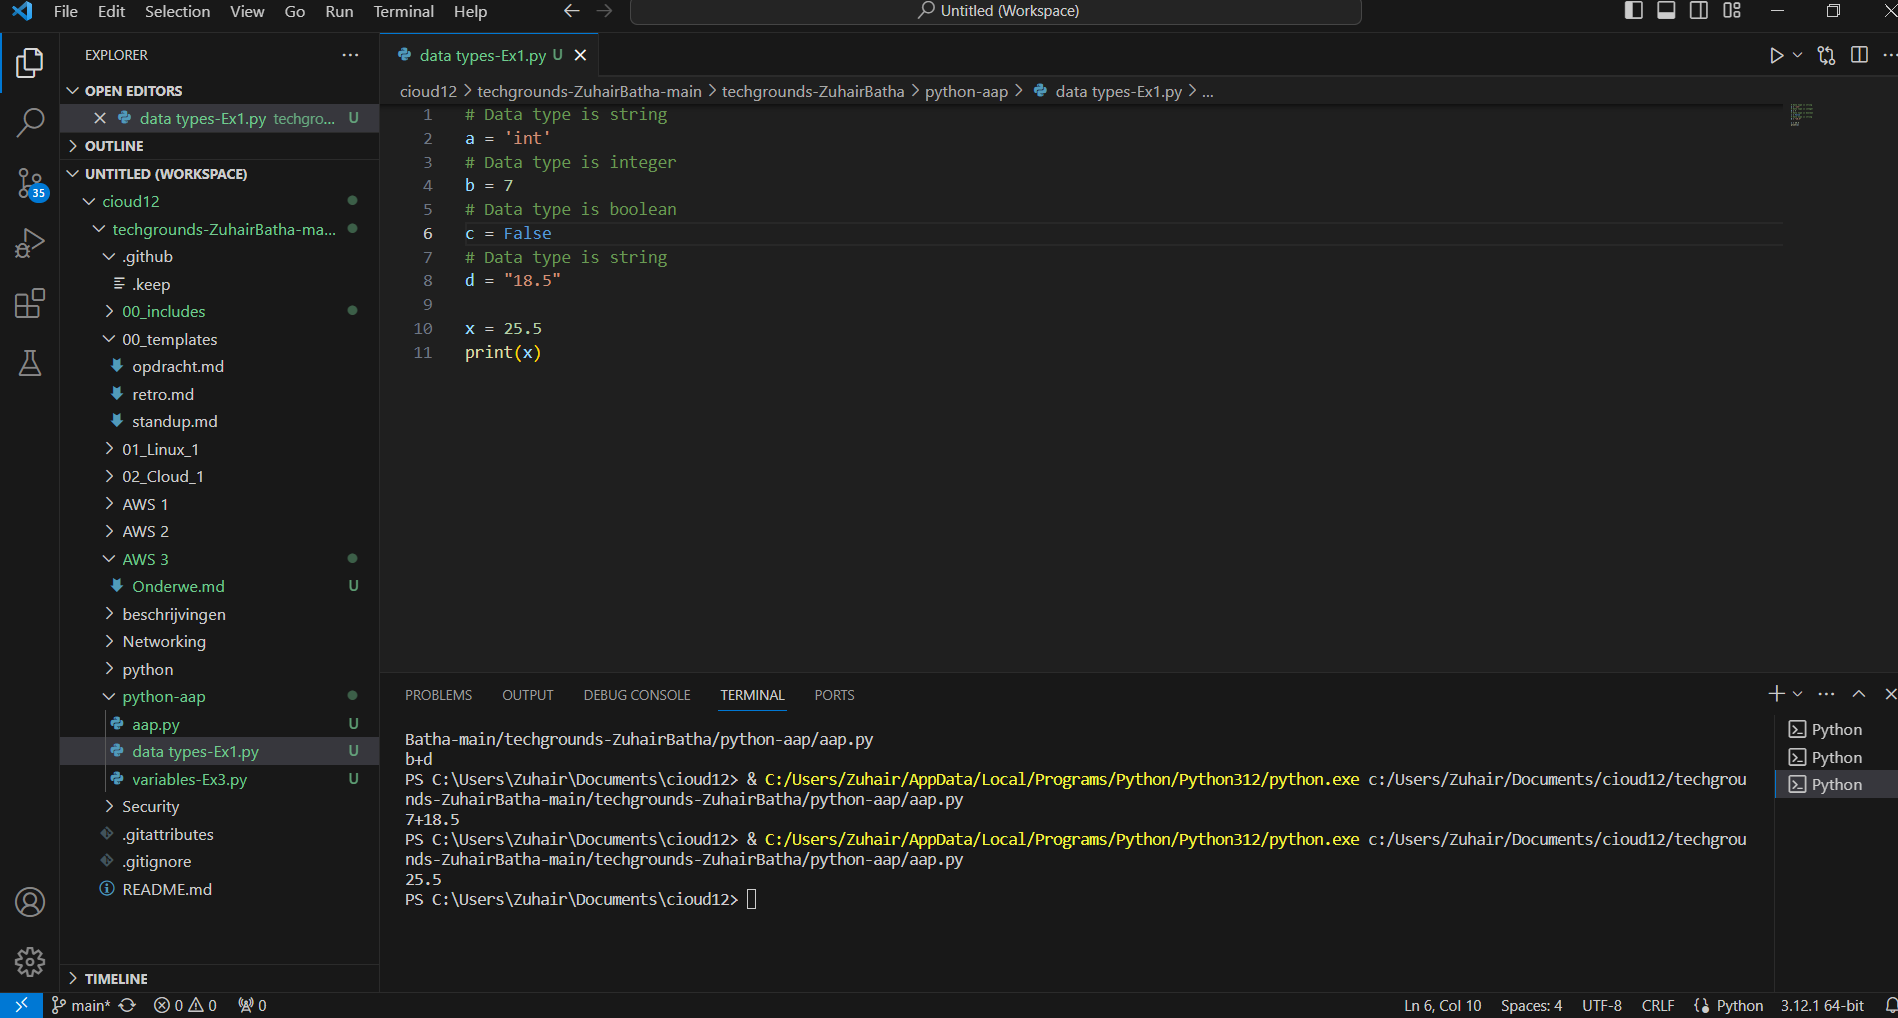 File Edit Selection View Go Run Terminal Help
Untitled (Workspace)
EXPLORER
OPEN EDITORS
data types-Ex1.py techgro... U
OUTLINE
UNTITLED (WORKSPACE)
cioud12
techgrounds-ZuhairBatha-ma...
.github
.keep
00_includes
00_templates
opdracht.md
retro.md
standup.md
01_Linux_1
02_Cloud_1
AWS 1
AWS 2
AWS 3
Onderwe.md U
beschrijvingen
Networking
python
python-aap
aap.py U
data types-Ex1.py U
variables-Ex3.py U
Security
.gitattributes
.gitignore
README.md
TIMELINE
35
data types-Ex1.py U
cioud12 > techgrounds-ZuhairBatha-main > techgrounds-ZuhairBatha > python-aap > data types-Ex1.py > ...
1 # Data type is string
2 a = 'int'
3 # Data type is integer
4 b = 7
5 # Data type is boolean
6 c = False
7 # Data type is string
8 d = "18.5"
9
10 x = 25.5
11 print(x)
PROBLEMS OUTPUT DEBUG CONSOLE TERMINAL PORTS
Batha-main/techgrounds-ZuhairBatha/python-aap/aap.py
b+d
PS C:\Users\Zuhair\Documents\cioud12> & C:/Users/Zuhair/AppData/Local/Programs/Python/Python312/python.exe c:/Users/Zuhair/Documents/cioud12/techgrou
nds-ZuhairBatha-main/techgrounds-ZuhairBatha/python-aap/aap.py
7+18.5
PS C:\Users\Zuhair\Documents\cioud12> & C:/Users/Zuhair/AppData/Local/Programs/Python/Python312/python.exe c:/Users/Zuhair/Documents/cioud12/techgrou
nds-ZuhairBatha-main/techgrounds-ZuhairBatha/python-aap/aap.py
25.5
PS C:\Users\Zuhair\Documents\cioud12>
Python
Python
Python
main* 0 0 0
Ln 6, Col 10 Spaces: 4 UTF-8 CRLF Python 3.12.1 64-bit